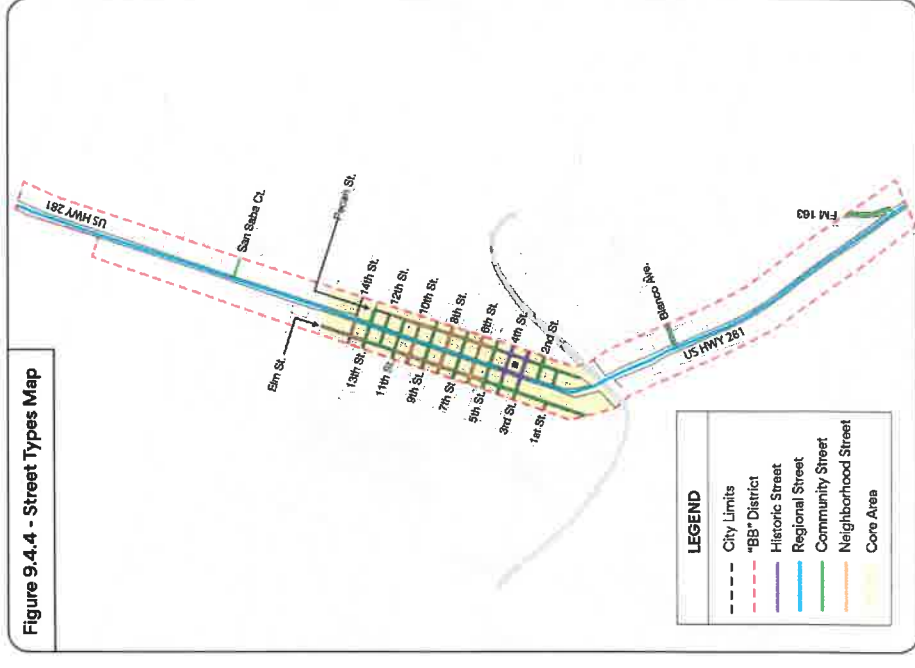 Figure 9.4.4 - Street Types Map
US HWY 281
San Saba Ct.
Pecan St.
Elm St.
14th St.
13th St.
12th St.
11th St.
10th St.
9th St.
8th St.
7th St.
6th St.
5th St.
4th St.
3rd St.
2nd St.
1st St.
Blanco Ave.
US HWY 281
FM 163
LEGEND
City Limits
"BB" District
Historic Street
Regional Street
Community Street
Neighborhood Street
Core Area